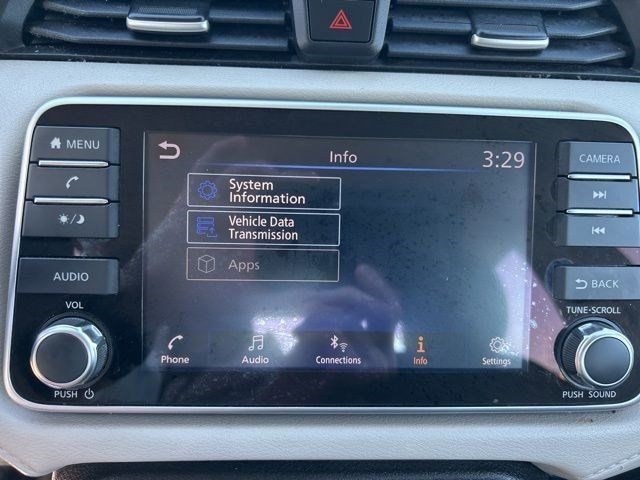 MENU
AUDIO
VOL
PUSH
Info
3:29
System
Information
Vehicle Data
Transmission
Apps
Phone
Audio
Connections
Info
Settings
CAMERA
BACK
TUNE·SCROLL
PUSH SOUND